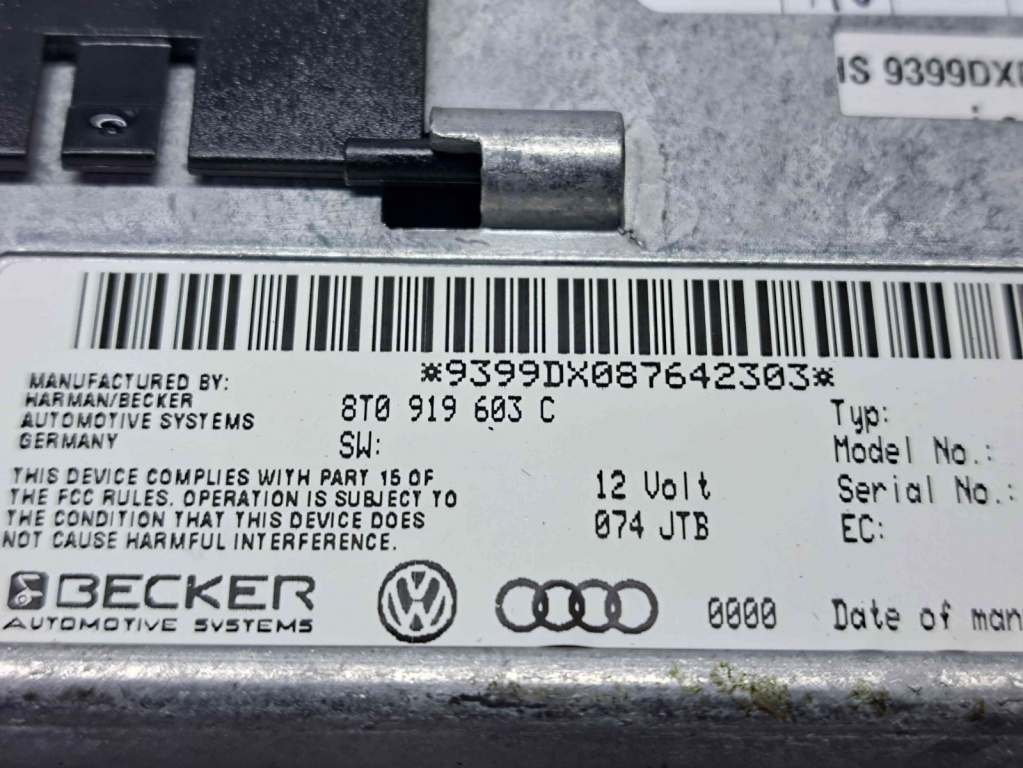 9399DX
*9399DX087642303*
MANUFACTURED BY:
HARMAN/BECKER
AUTOMOTIVE SYSTEMS
GERMANY
8T0 919 603 C
SW:
Typ:
Model No.:
Serial No.:
EC:
THIS DEVICE COMPLIES WITH PART 15 OF
THE FCC RULES. OPERATION IS SUBJECT TO
THE CONDITION THAT THIS DEVICE DOES
NOT CAUSE HARMFUL INTERFERENCE.
12 Volt
074 JTB
BECKER
AUTOMOTIVE SYSTEMS
VW
0000
Date of man